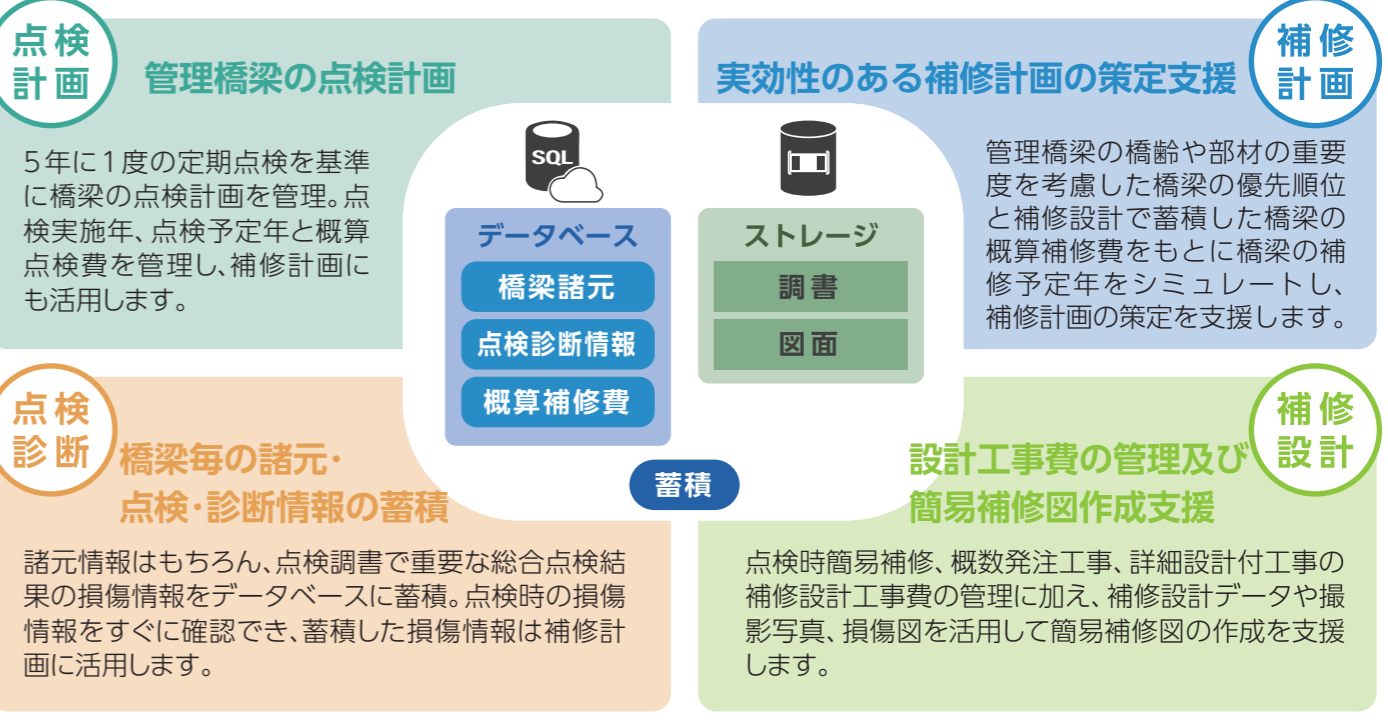 点検
計画
管理橋梁の点検計画
5年に1度の定期点検を基準
に橋梁の点検計画を管理。点
検実施年、点検予定年と概算
点検費を管理し、補修計画に
も活用します。
補修
計画
実効性のある補修計画の策定支援
管理橋梁の橋齢や部材の重要
度を考慮した橋梁の優先順位
と補修設計で蓄積した橋梁の
概算補修費をもとに橋梁の補
修予定年をシミュレートし、
補修計画の策定を支援します。
SQL
データベース
橋梁諸元
点検診断情報
概算補修費
ストレージ
調書
図面
蓄積
点検
診断
橋梁毎の諸元・
点検・診断情報の蓄積
諸元情報はもちろん、点検調書で重要な総合点検結
果の損傷情報をデータベースに蓄積。点検時の損傷
情報をすぐに確認でき、蓄積した損傷情報は補修計
画に活用します。
補修
設計
設計工事費の管理及び
簡易補修図作成支援
点検時簡易補修、概数発注工事、詳細設計付工事の
補修設計工事費の管理に加え、補修設計データや撮
影写真、損傷図を活用して簡易補修図の作成を支援
します。